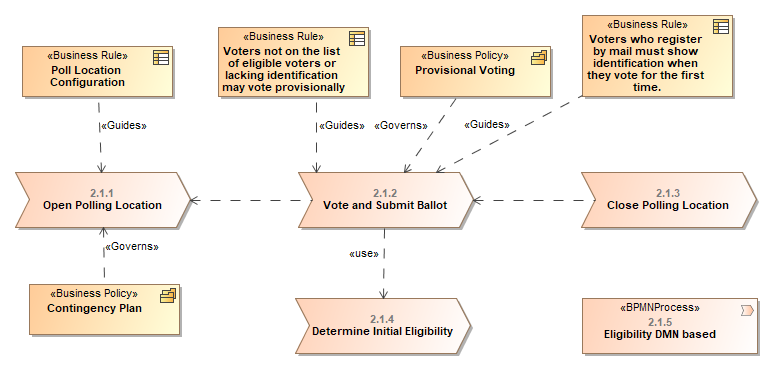 «Business Rule»
Poll Location
Configuration
«Business Rule»
Voters not on the list
of eligible voters or
lacking identification
may vote provisionally
«Business Policy»
Provisional Voting
«Business Rule»
Voters who register
by mail must show
identification when
they vote for the first
time.
«Guides»
«Guides»
«Governs»
«Guides»
2.1.1
Open Polling Location
2.1.2
Vote and Submit Ballot
2.1.3
Close Polling Location
«Governs»
«use»
«Business Policy»
Contingency Plan
2.1.4
Determine Initial Eligibility
«BPMNProcess»
2.1.5
Eligibility DMN based